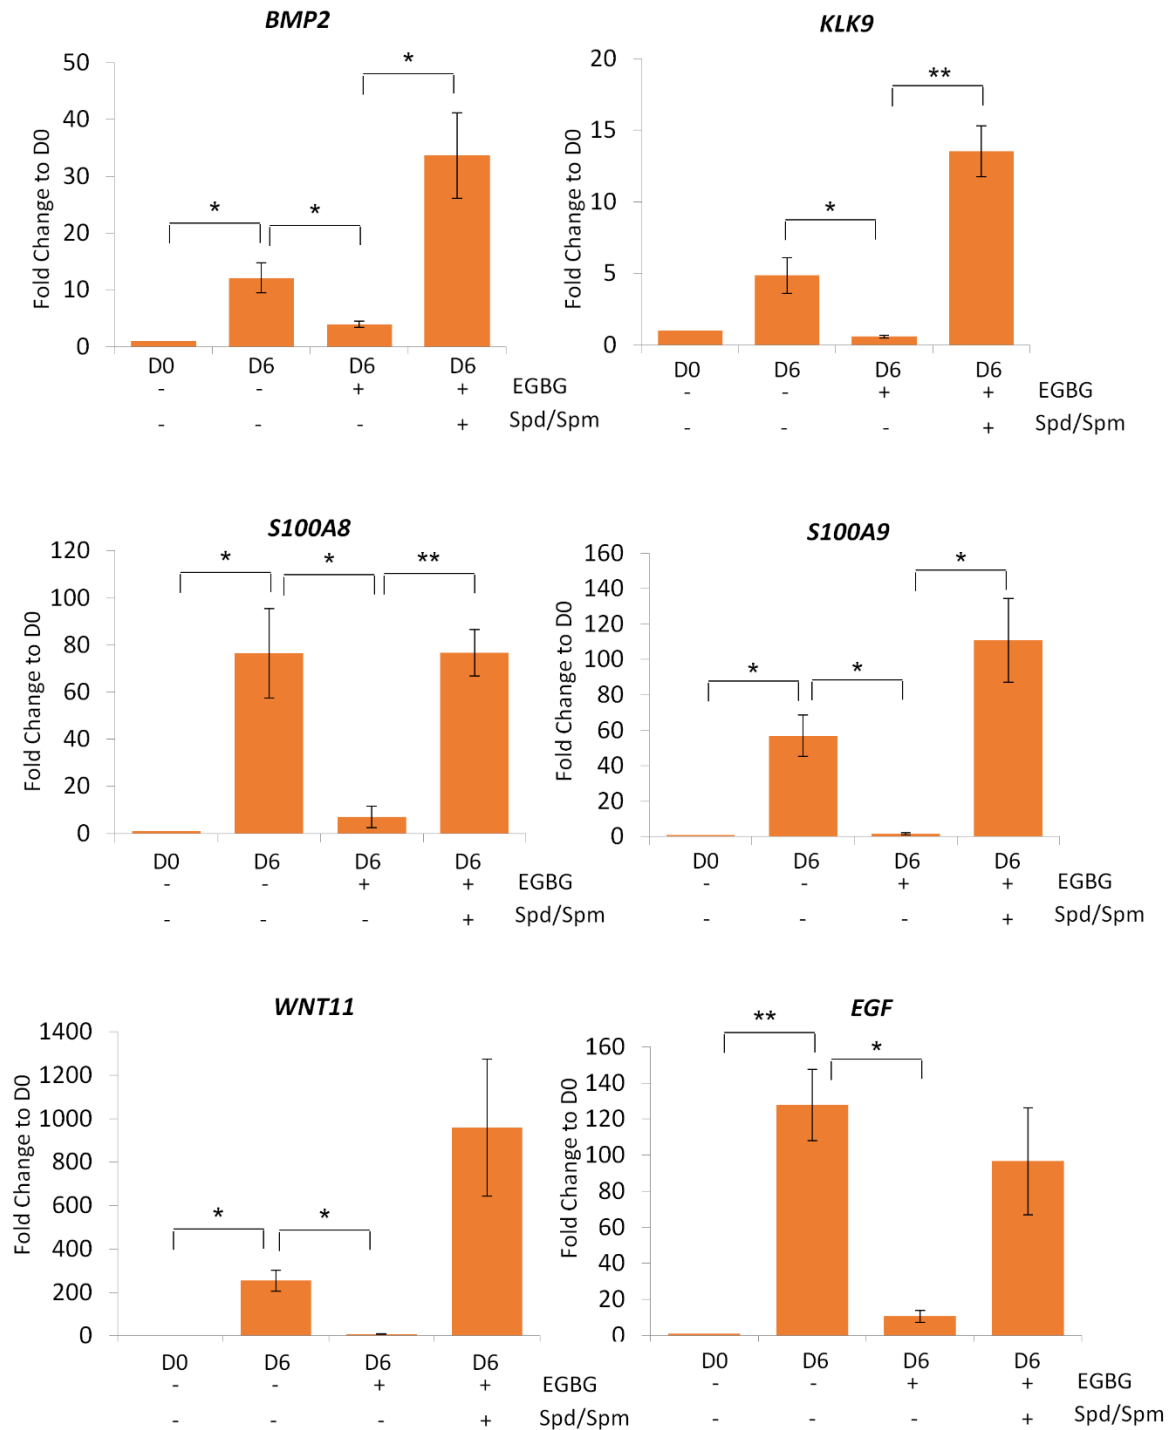 BMP2
Fold Change to D0
50
40
30
20
10
0
*
*
*
D0 D6 D6 D6
- - + + EGBG
- - - + Spd/Spm
KLK9
Fold Change to D0
20
15
10
5
0
*
**
D0 D6 D6 D6
- - + + EGBG
- - - + Spd/Spm
S100A8
Fold Change to D0
120
100
80
60
40
20
0
* * **
D0 D6 D6 D6
- - + + EGBG
- - - + Spd/Spm
S100A9
Fold Change to D0
160
140
120
100
80
60
40
20
0
*
*
*
D0 D6 D6 D6
- - + + EGBG
- - - + Spd/Spm
WNT11
Fold Change to D0
1400
1200
1000
800
600
400
200
0
* *
D0 D6 D6 D6
- - + + EGBG
- - - + Spd/Spm
EGF
Fold Change to D0
160
140
120
100
80
60
40
20
0
**
*
D0 D6 D6 D6
- - + + EGBG
- - - + Spd/Spm